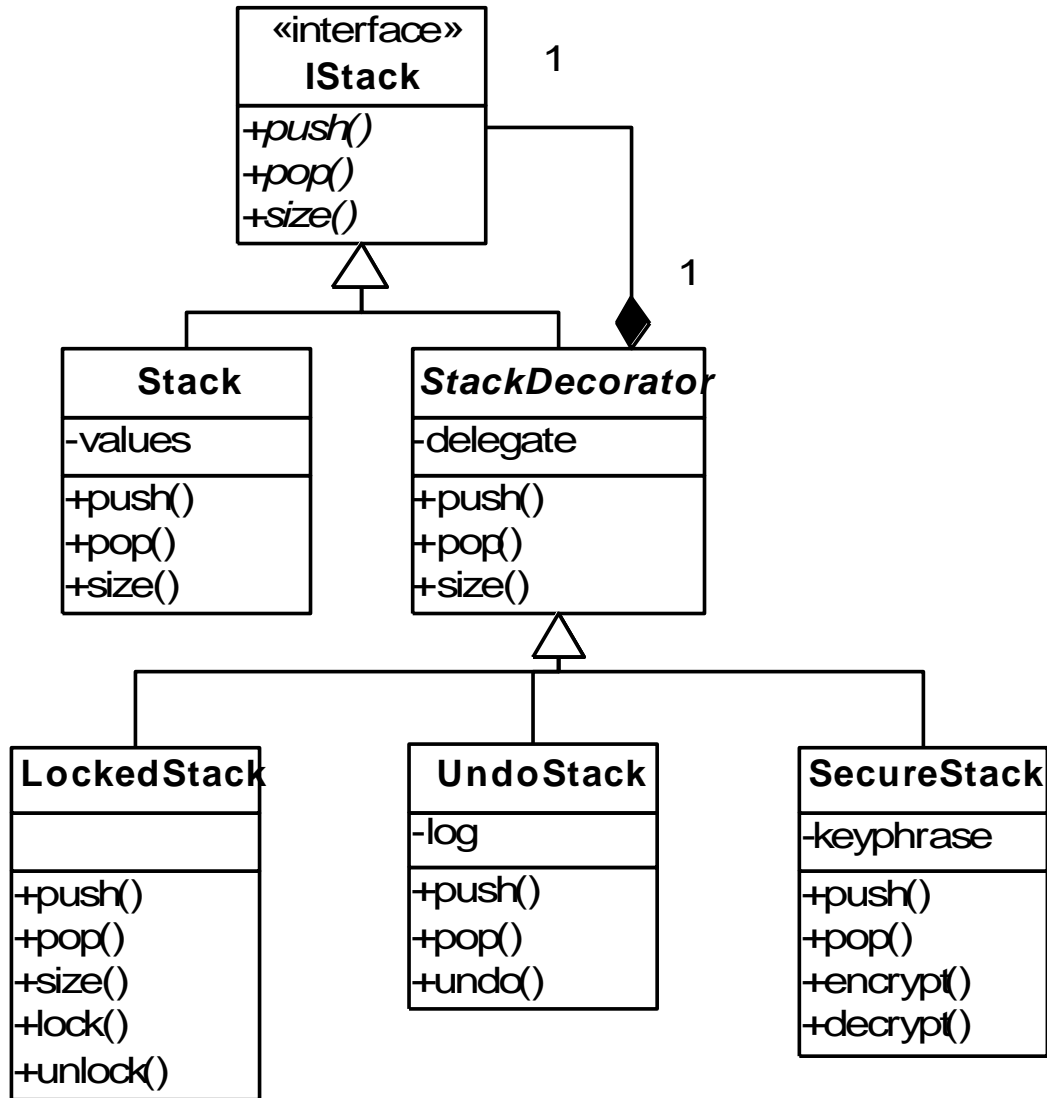 «interface»
IStack
1
+push()
+pop()
+size()
1
Stack
-values
+push()
+pop()
+size()
StackDecorator
-delegate
+push()
+pop()
+size()
LockedStack
+push()
+pop()
+size()
+lock()
+unlock()
UndoStack
-log
+push()
+pop()
+undo()
SecureStack
-keyphrase
+push()
+pop()
+encrypt()
+decrypt()